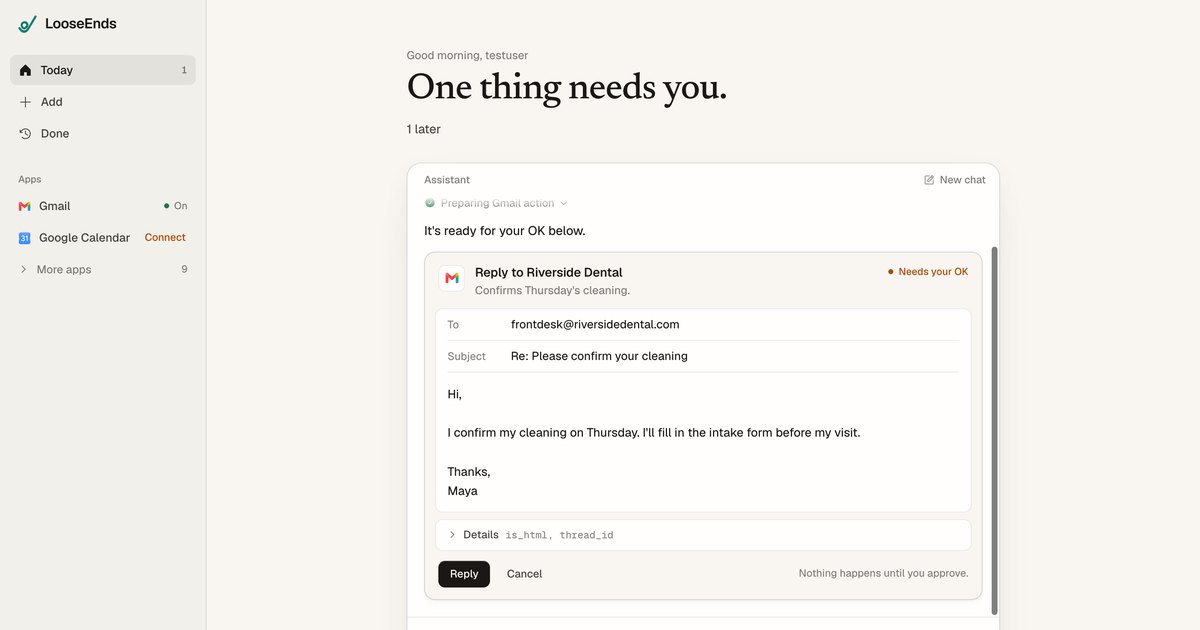 LooseEnds
Today 1
Add
Done
Apps
Gmail On
31 Google Calendar Connect
More apps 9
Good morning, testuser
One thing needs you.
1 later
Assistant New chat
Preparing Gmail action
It's ready for your OK below.
Reply to Riverside Dental Needs your OK
Confirms Thursday's cleaning.
To frontdesk@riversidedental.com
Subject Re: Please confirm your cleaning
Hi,
I confirm my cleaning on Thursday. I'll fill in the intake form before my visit.
Thanks,
Maya
Details is_html, thread_id
Reply Cancel Nothing happens until you approve.